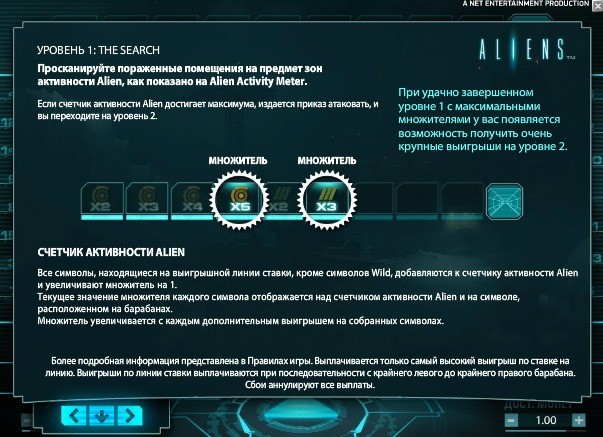 A NET ENTERTAINMENT PRODUCTION
УРОВЕНЬ 1: THE SEARCH
ALIENS™
Просканируйте пораженные помещения на предмет зон
активности Alien, как показано на Alien Activity Meter.
Если счетчик активности Alien достигает максимума, издается приказ атаковать, и
вы переходите на уровень 2.
При удачно завершенном
уровне 1 с максимальными
множителями у вас появляется
возможность получить очень
крупные выигрыши на уровне 2.
МНОЖИТЕЛЬ МНОЖИТЕЛЬ
X2 X3 X4 X5 X2 X3
СЧЕТЧИК АКТИВНОСТИ ALIEN
Все символы, находящиеся на выигрышной линии ставки, кроме символов Wild, добавляются к счетчику активности Alien
и увеличивают множитель на 1.
Текущее значение множителя каждого символа отображается над счетчиком активности Alien и на символе,
расположенном на барабанах.
Множитель увеличивается с каждым дополнительным выигрышем на собранных символах.
Более подробная информация представлена в Правилах игры. Выплачивается только самый высокий выигрыш по ставке на
линию. Выигрыши по линии ставки выплачиваются при последовательности с крайнего левого до крайнего правого барабана.
Сбои аннулируют все выплаты.
ДОСТ. МОНЕТ
- 1.00 +